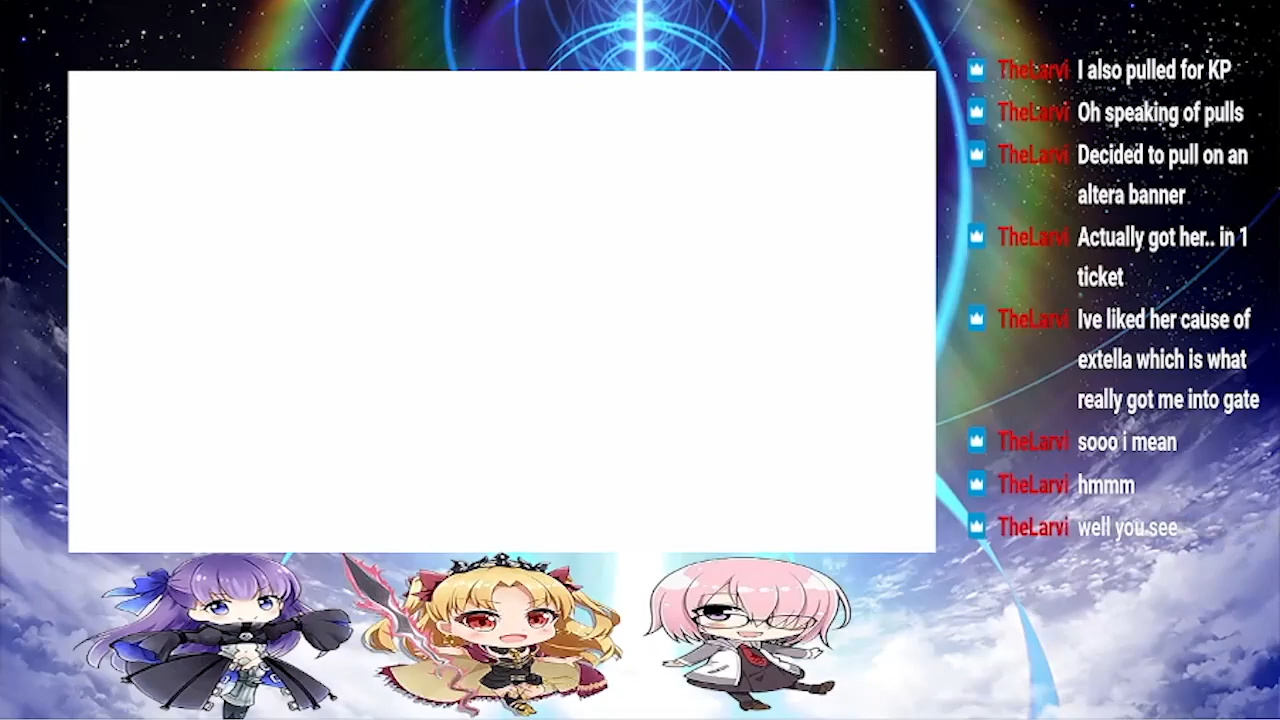 TheLarvi I also pulled for KP
TheLarvi Oh speaking of pulls
TheLarvi Decided to pull on an
altera banner
TheLarvi Actually got her.. in 1
ticket
TheLarvi Ive liked her cause of
extella which is what
really got me into gate
TheLarvi sooo i mean
TheLarvi hmmm
TheLarvi well you see